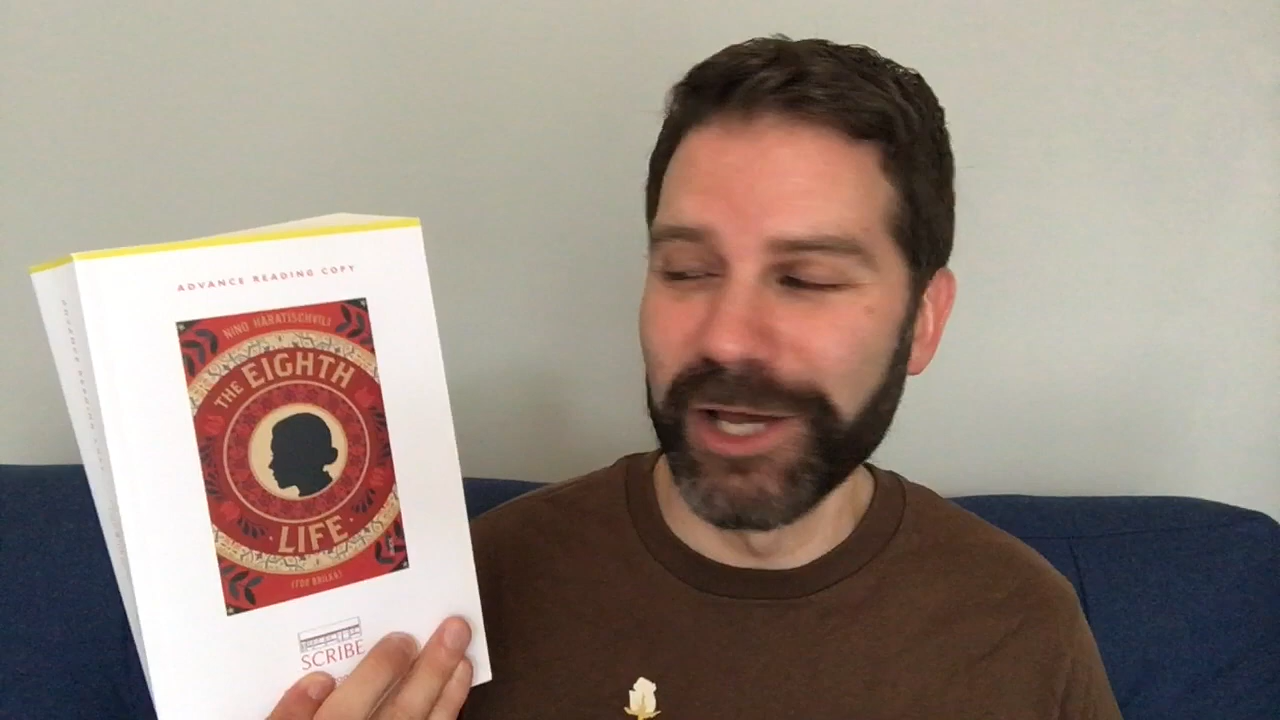 ADVANCE READING COPY
NINO HARATISCHVILI
THE EIGHTH
LIFE
(FOR BRILKA)
SCRIBE